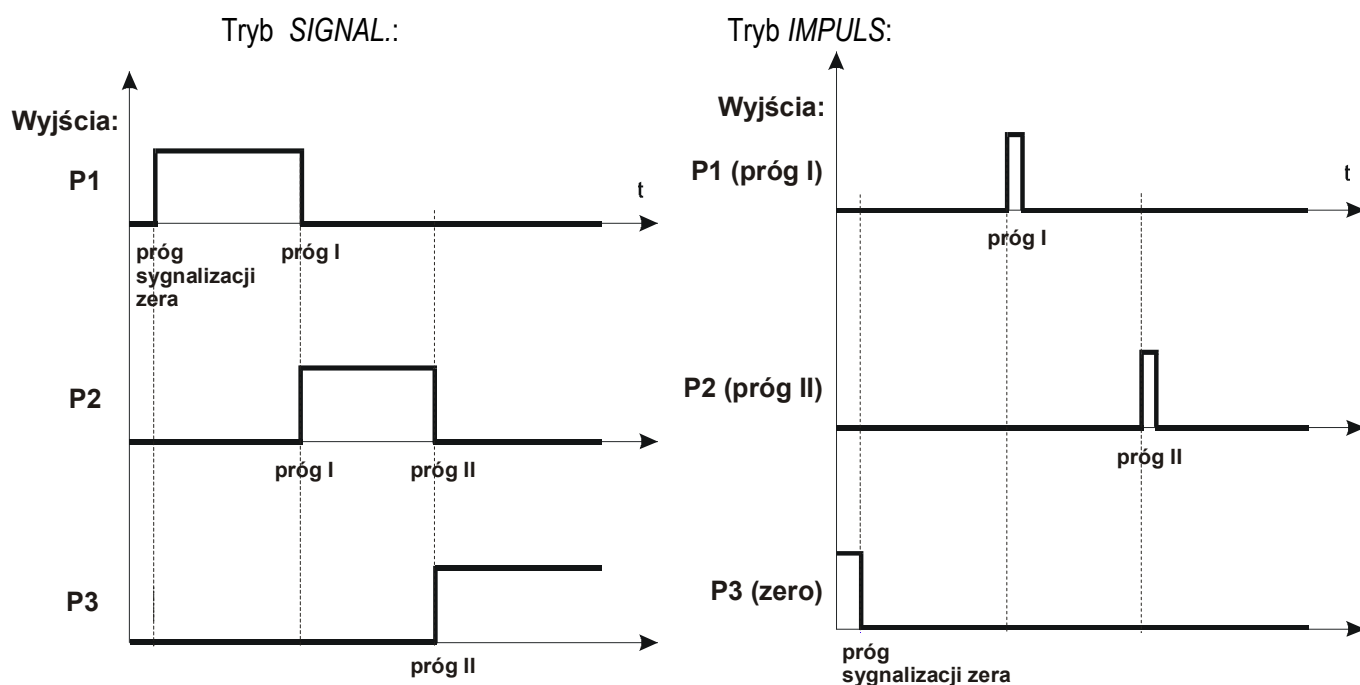 Tryb SIGNAL.:
Wyjścia:
P1
t
próg
sygnalizacji
zera
próg I
P2
próg I
próg II
P3
próg II
Tryb IMPULS:
Wyjścia:
P1 (próg I)
t
próg I
P2 (próg II)
próg II
P3 (zero)
próg
sygnalizacji zera